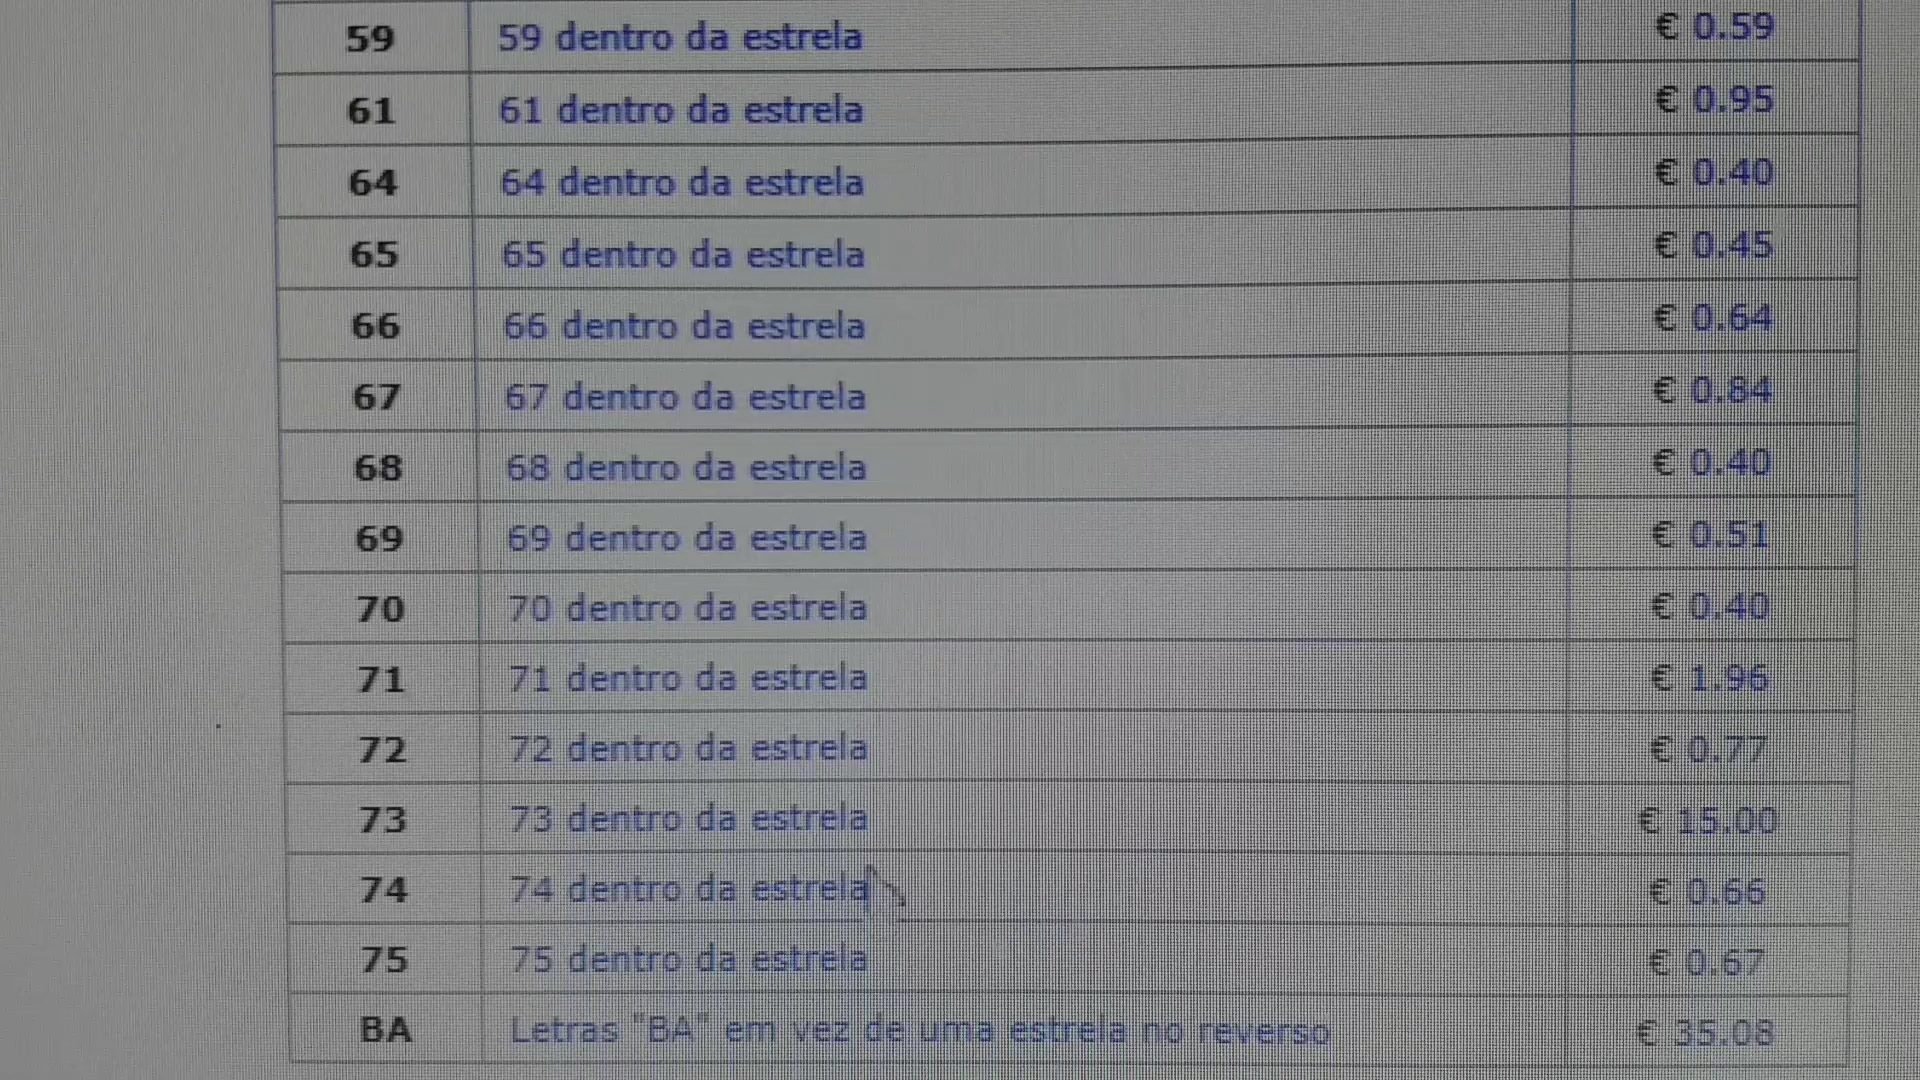 59 59 dentro da estrela € 0.59
61 61 dentro da estrela € 0.95
64 64 dentro da estrela € 0.40
65 65 dentro da estrela € 0.45
66 66 dentro da estrela € 0.64
67 67 dentro da estrela € 0.84
68 68 dentro da estrela € 0.40
69 69 dentro da estrela € 0.51
70 70 dentro da estrela € 0.40
71 71 dentro da estrela € 1.96
72 72 dentro da estrela € 0.77
73 73 dentro da estrela € 15.00
74 74 dentro da estrela € 0.66
75 75 dentro da estrela € 0.67
BA Letras "BA" em vez de uma estrela no reverso € 35.08